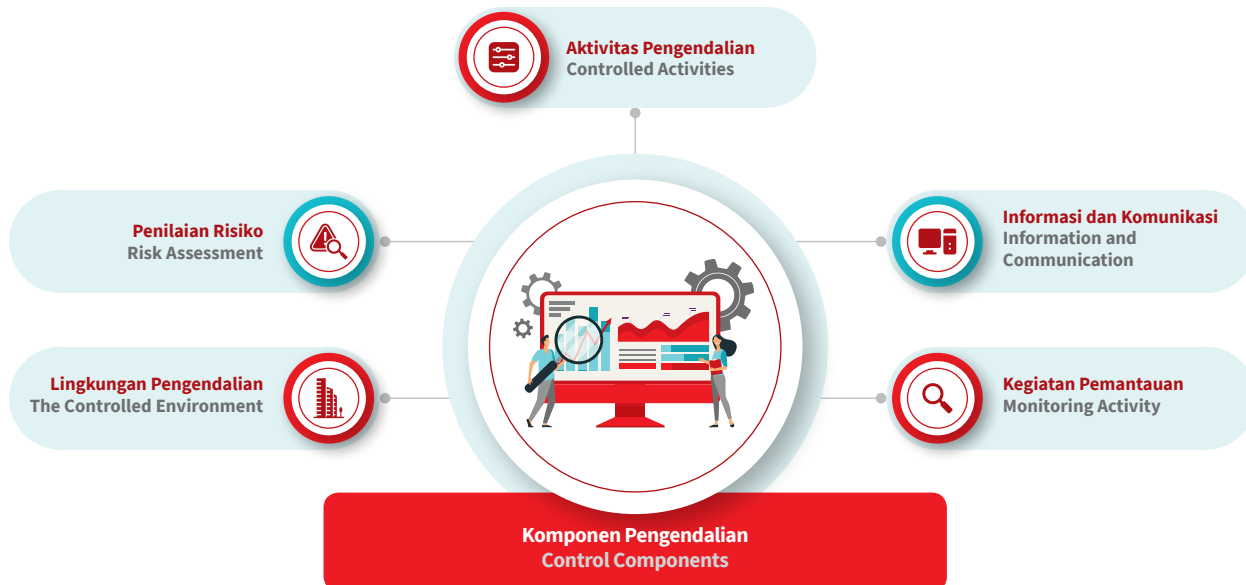 Aktivitas Pengendalian
Controlled Activities
Penilaian Risiko
Risk Assessment
Informasi dan Komunikasi
Information and
Communication
Lingkungan Pengendalian
The Controlled Environment
Kegiatan Pemantauan
Monitoring Activity
Komponen Pengendalian
Control Components